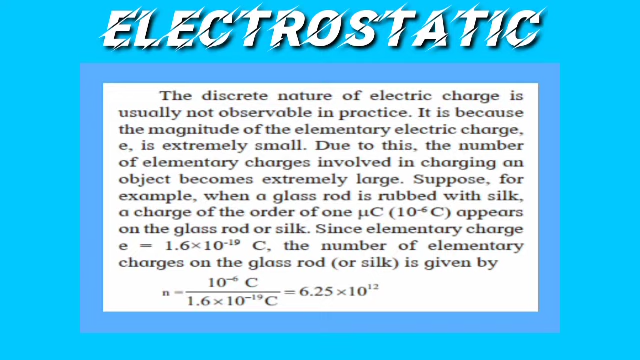 ELECTROSTATIC
The discrete nature of electric charge is
usually not observable in practice. It is because
the magnitude of the elementary electric charge,
e, is extremely small. Due to this, the number
of elementary charges involved in charging an
object becomes extremely large. Suppose, for
example, when a glass rod is rubbed with silk,
a charge of the order of one μC (10⁻⁶ C) appears
on the glass rod or silk. Since elementary charge
e = 1.6×10⁻¹⁹ C, the number of elementary
charges on the glass rod (or silk) is given by
n = 10⁻⁶ C / 1.6 × 10⁻¹⁹ C = 6.25 × 10¹²